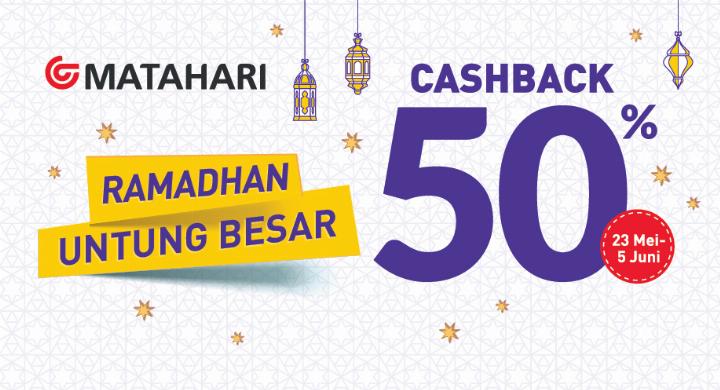 MATAHARI
RAMADHAN
UNTUNG BESAR
CASHBACK
50%
23 Mei-
5 Juni